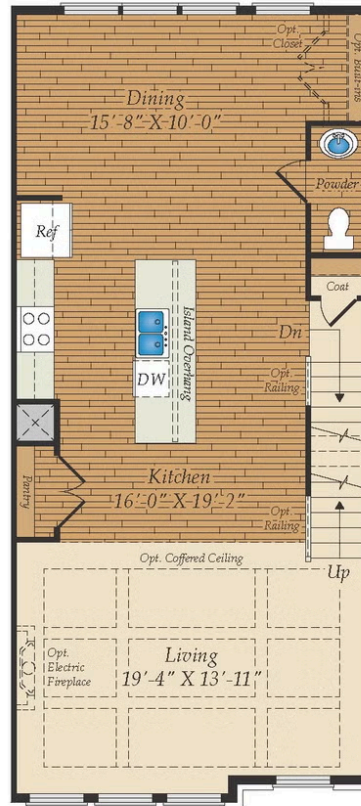 Opt.
Closet
Opt. Built-ins
Dining
15'-8" X 10'-0"
Powder
Ref
Coat
Island Overhang
Dn
DW
Opt.
Railing
Kitchen
16'-0" X 19'-2"
Pantry
Opt.
Railing
Opt. Coffered Ceiling
Up
Living
19'-4" X 13'-11"
Opt.
Electric
Fireplace